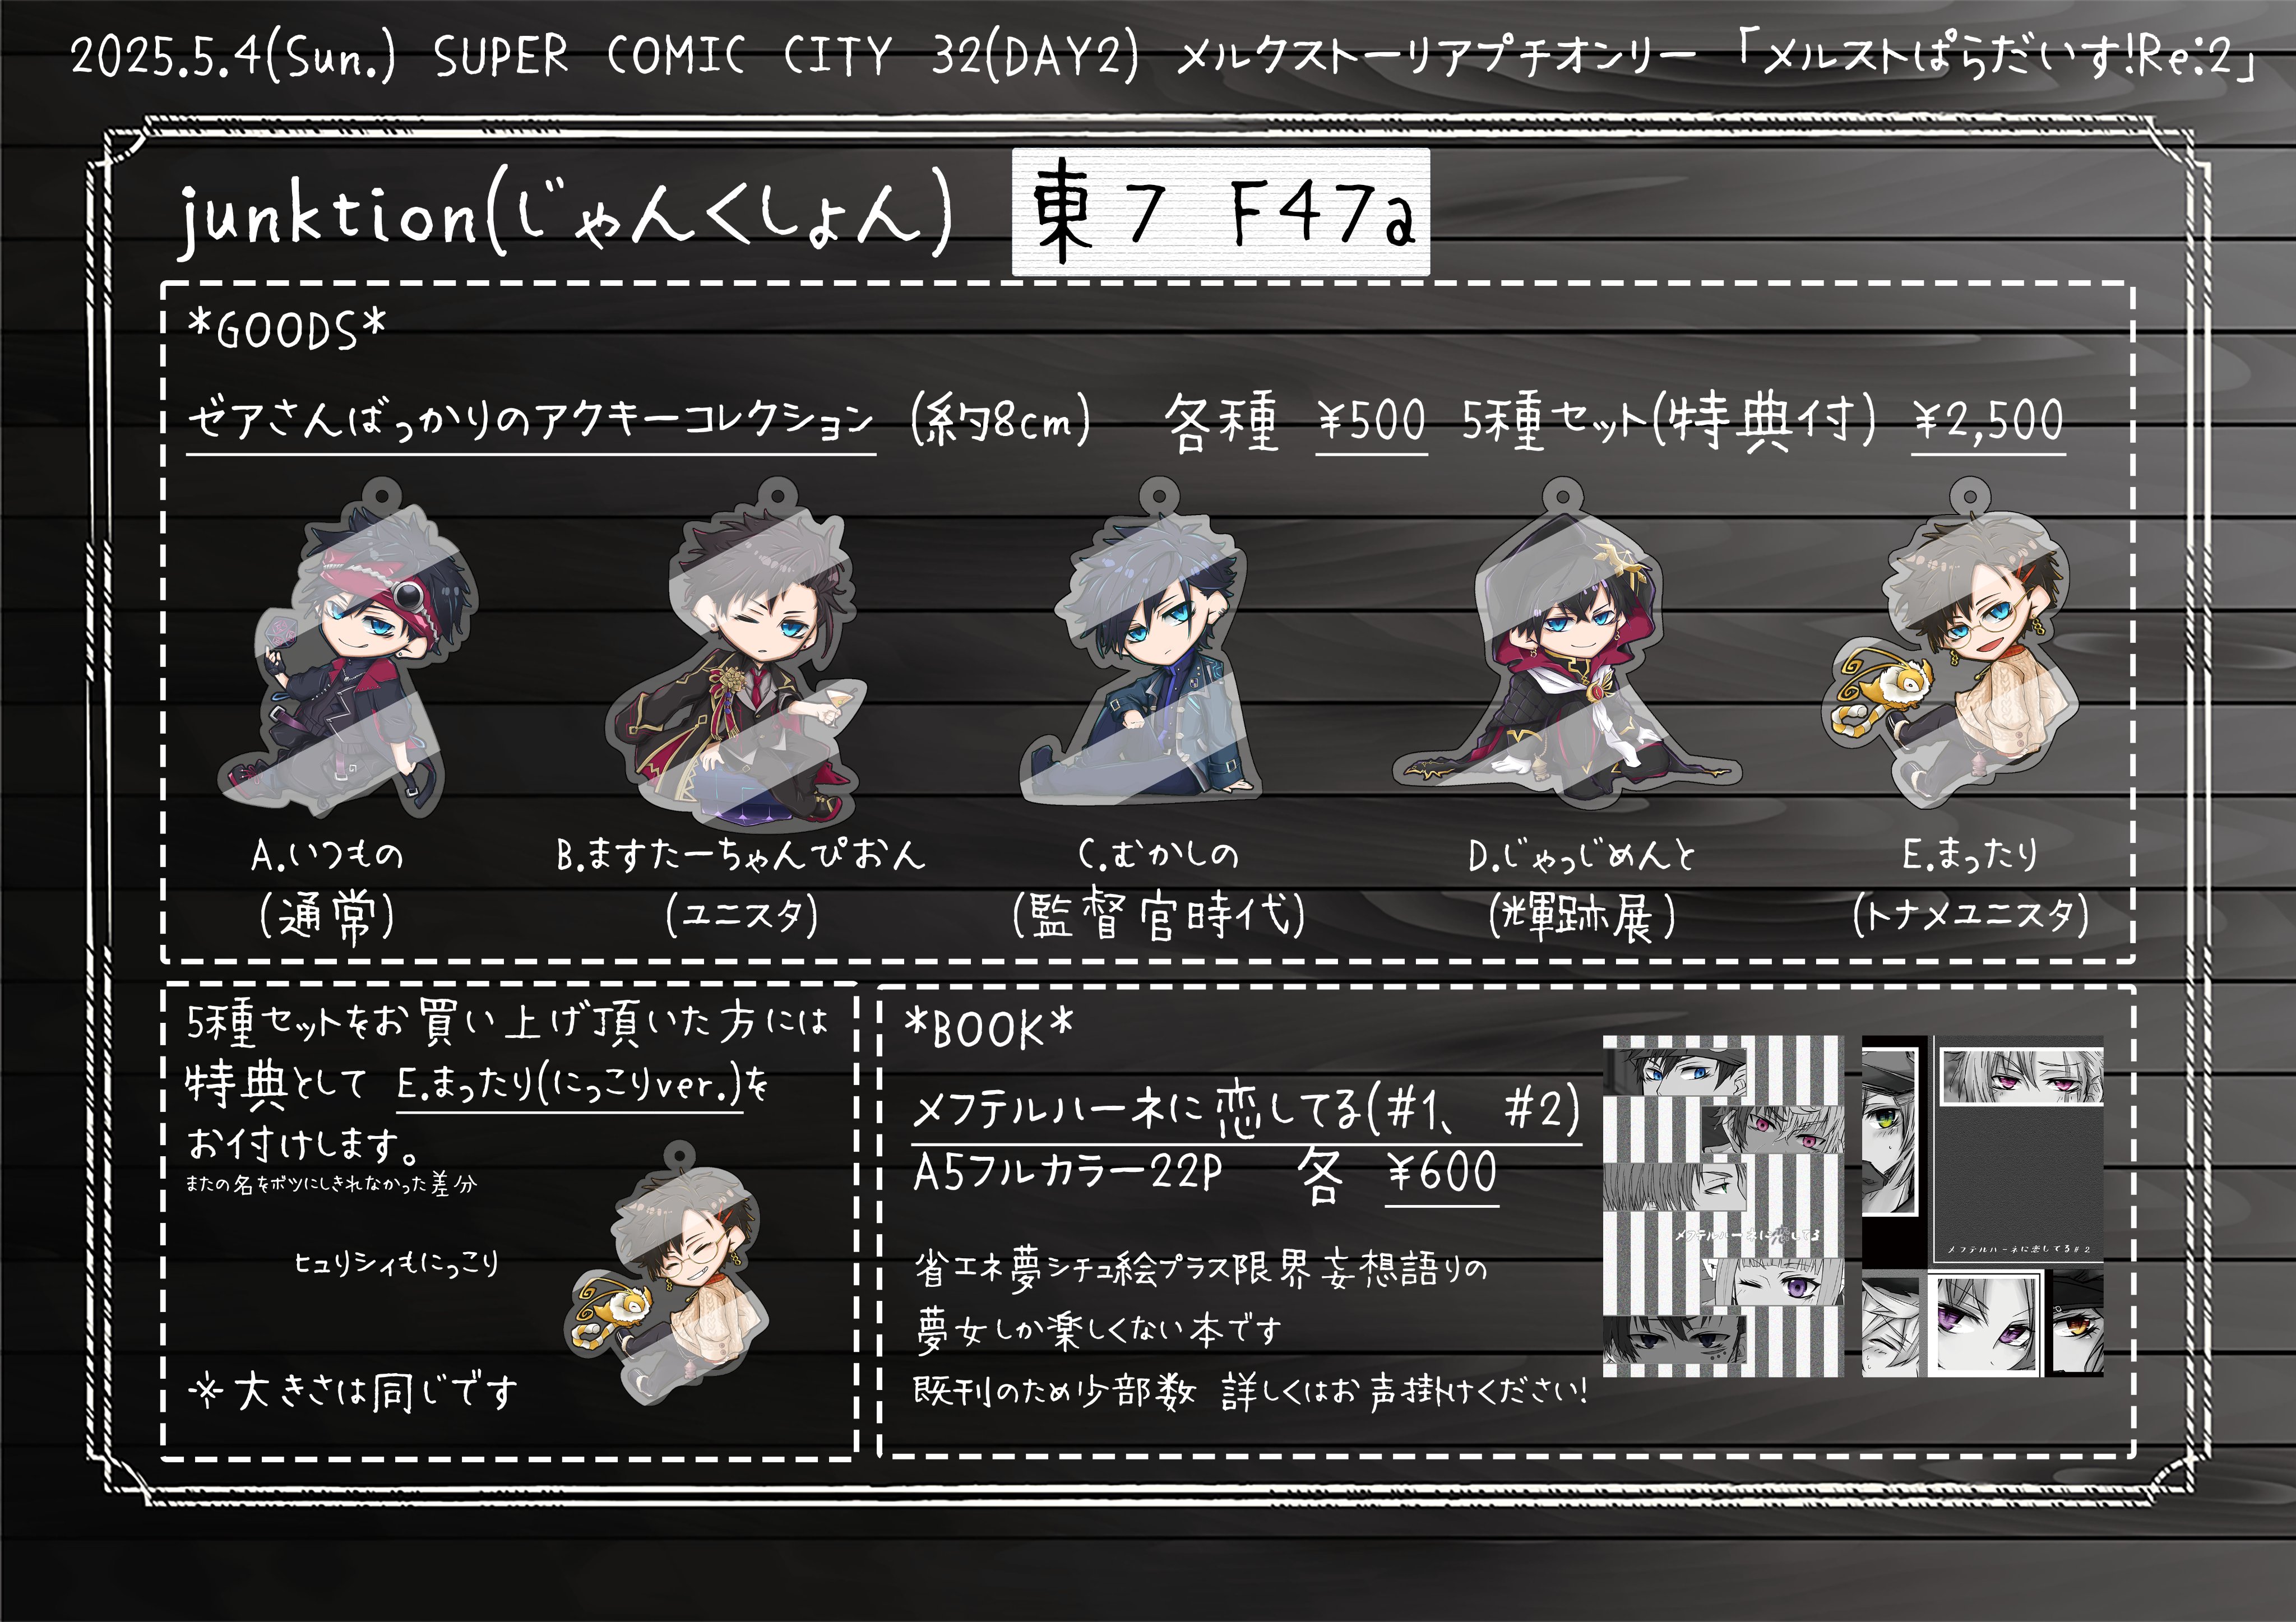 2025.5.4(Sun.) SUPER COMIC CITY 32(DAY2) メルクストーリアプチオンリー 「メルストぱらだいす!Re:2」
junktion(じゃんくしょん) 東7 F47a
*GOODS*
ゼアさんばっかりのアクキーコレクション (約8cm) 各種 ¥500 5種セット(特典付) ¥2,500
A.いつもの
(通常)
B.ますたーちゃんぴおん
(ユニスタ)
C.むかしの
(監督官時代)
D.じゃっじめんと
(輝跡展)
E.まったり
(トナメユニスタ)
5種セットをお買い上げ頂いた方には
特典として E.まったり(にっこりver.)を
お付けします。
またの名をボツにしきれなかった差分
ヒュリシィもにっこり
※大きさは同じです
*BOOK*
メフテルハーネに恋してる(#1、 #2)
A5フルカラー22P 各 ¥600
省エネ夢シチュ絵プラス限界妄想語りの
夢女しか楽しくない本です
既刊のため少部数 詳しくはお声掛けください!
メフテルハーネに恋してる
メフテルハーネに恋してる#2